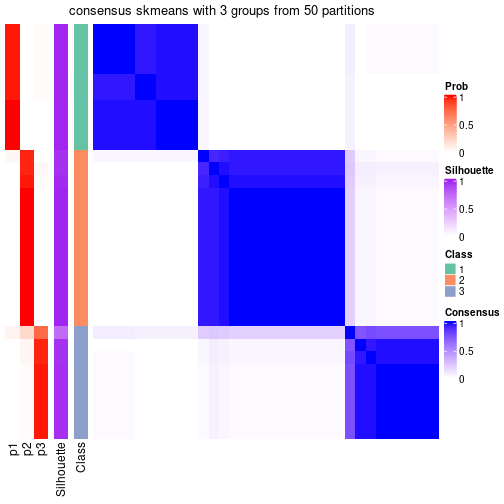 consensus skmeans with 3 groups from 50 partitions
Prob
1
0.5
0
Silhouette
1
0.5
0
Class
1
2
3
Consensus
1
0.5
0
p1
p2
p3
Silhouette
Class